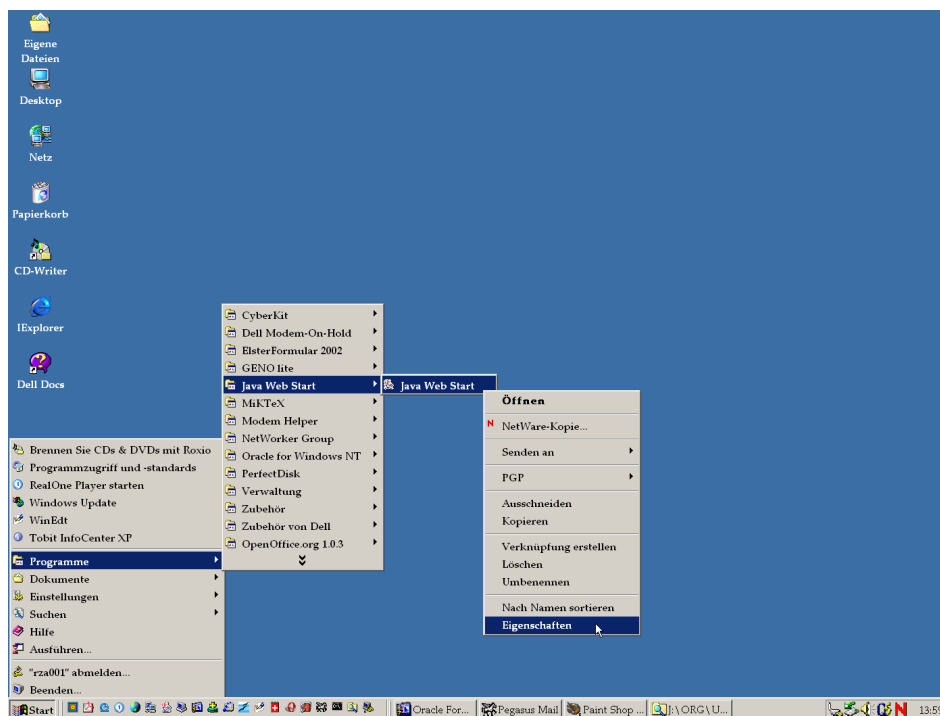 Eigene
Dateien
Desktop
Netz
Papierkorb
CD-Writer
IExplorer
Dell Docs
Brennen Sie CDs & DVDs mit Roxio
Programmzugriff und -standards
RealOne Player starten
Windows Update
WinEdt
Tobit InfoCenter XP
Programme
Dokumente
Einstellungen
Suchen
Hilfe
Ausführen...
"rza001" abmelden...
Beenden...
CyberKit
Dell Modem-On-Hold
ElsterFormular 2002
GENO lite
Java Web Start
MiKTeX
Modem Helper
NetWorker Group
Oracle for Windows NT
PerfectDisk
Verwaltung
Zubehör
Zubehör von Dell
OpenOffice.org 1.0.3
Java Web Start
Öffnen
NetWare-Kopie...
Senden an
PGP
Ausschneiden
Kopieren
Verknüpfung erstellen
Löschen
Umbenennen
Nach Namen sortieren
Eigenschaften
Start
Oracle For...
Pegasus Mail
Paint Shop ...
J:\ORG\U...